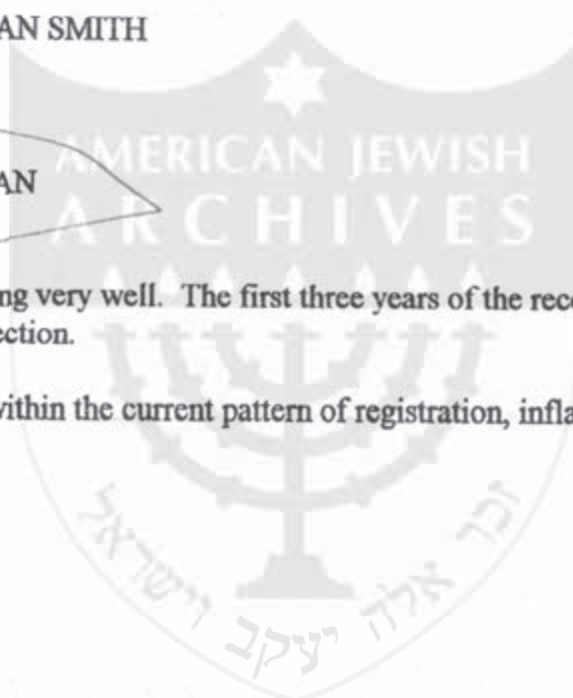 AN SMITH
AMERICAN JEWISH
AN
ARCHIVES
ng very well. The first three years of the rece
ection.
within the current pattern of registration, infla
זכר אלה יעקב וישראל